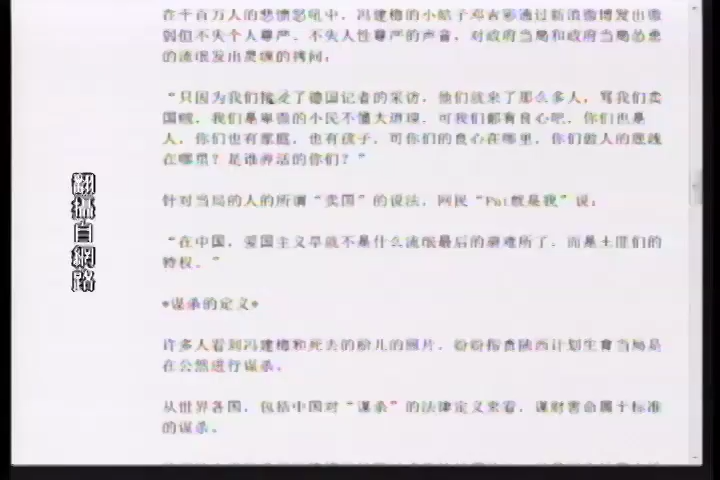 在千百万人的悲愤怒吼中，冯建梅的小姑子邓吉彩通过新浪微博发出微
弱但不失个人尊严、不失人性尊严的声音，对政府当局和政府当局怂恿
的流氓发出灵魂的拷问：
“只因为我们接受了德国记者的采访，他们就来了那么多人，骂我们卖
国贼，我们是卑微的小民不懂大道理，可我们都有良心吧，你们也是
人，你们也有家庭，也有孩子，可你们的良心在哪里，你们做人的底线
在哪里？是谁养活的你们？”
针对当局的人的所谓“卖国”的说法，网民“Pai就是我”说：
“在中国，爱国主义早就不是什么流氓最后的避难所了，而是土匪们的
特权。”
*谋杀的定义*
许多人看到冯建梅和死去的胎儿的照片，纷纷指责陕西计划生育当局是
在公然进行谋杀。
从世界各国，包括中国对“谋杀”的法律定义来看，谋财害命属于标准
的谋杀。
翻攝自網路